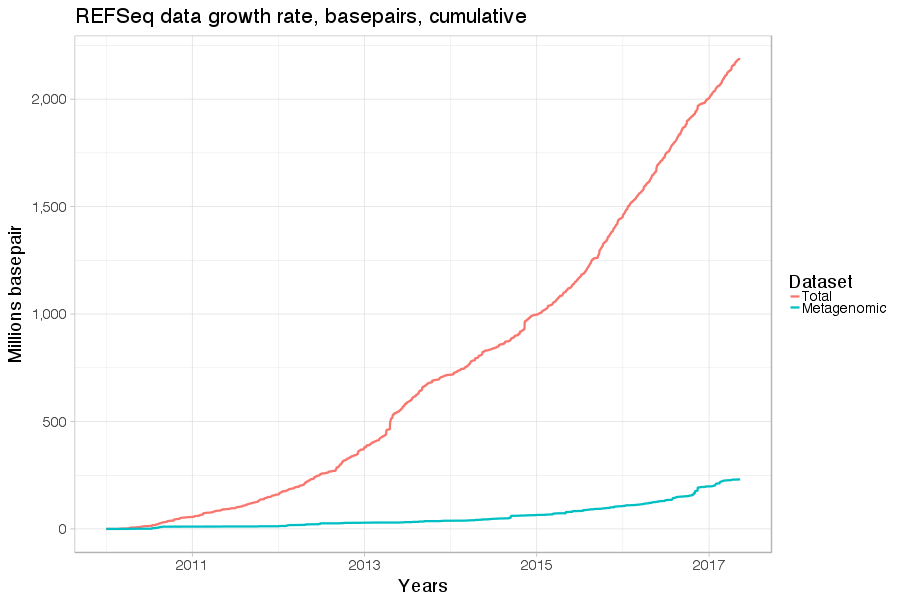 REFSeq data growth rate, basepairs, cumulative
2,000
1,500
1,000
500
0
Millions basepair
2011
2013
2015
2017
Years
Dataset
Total
Metagenomic